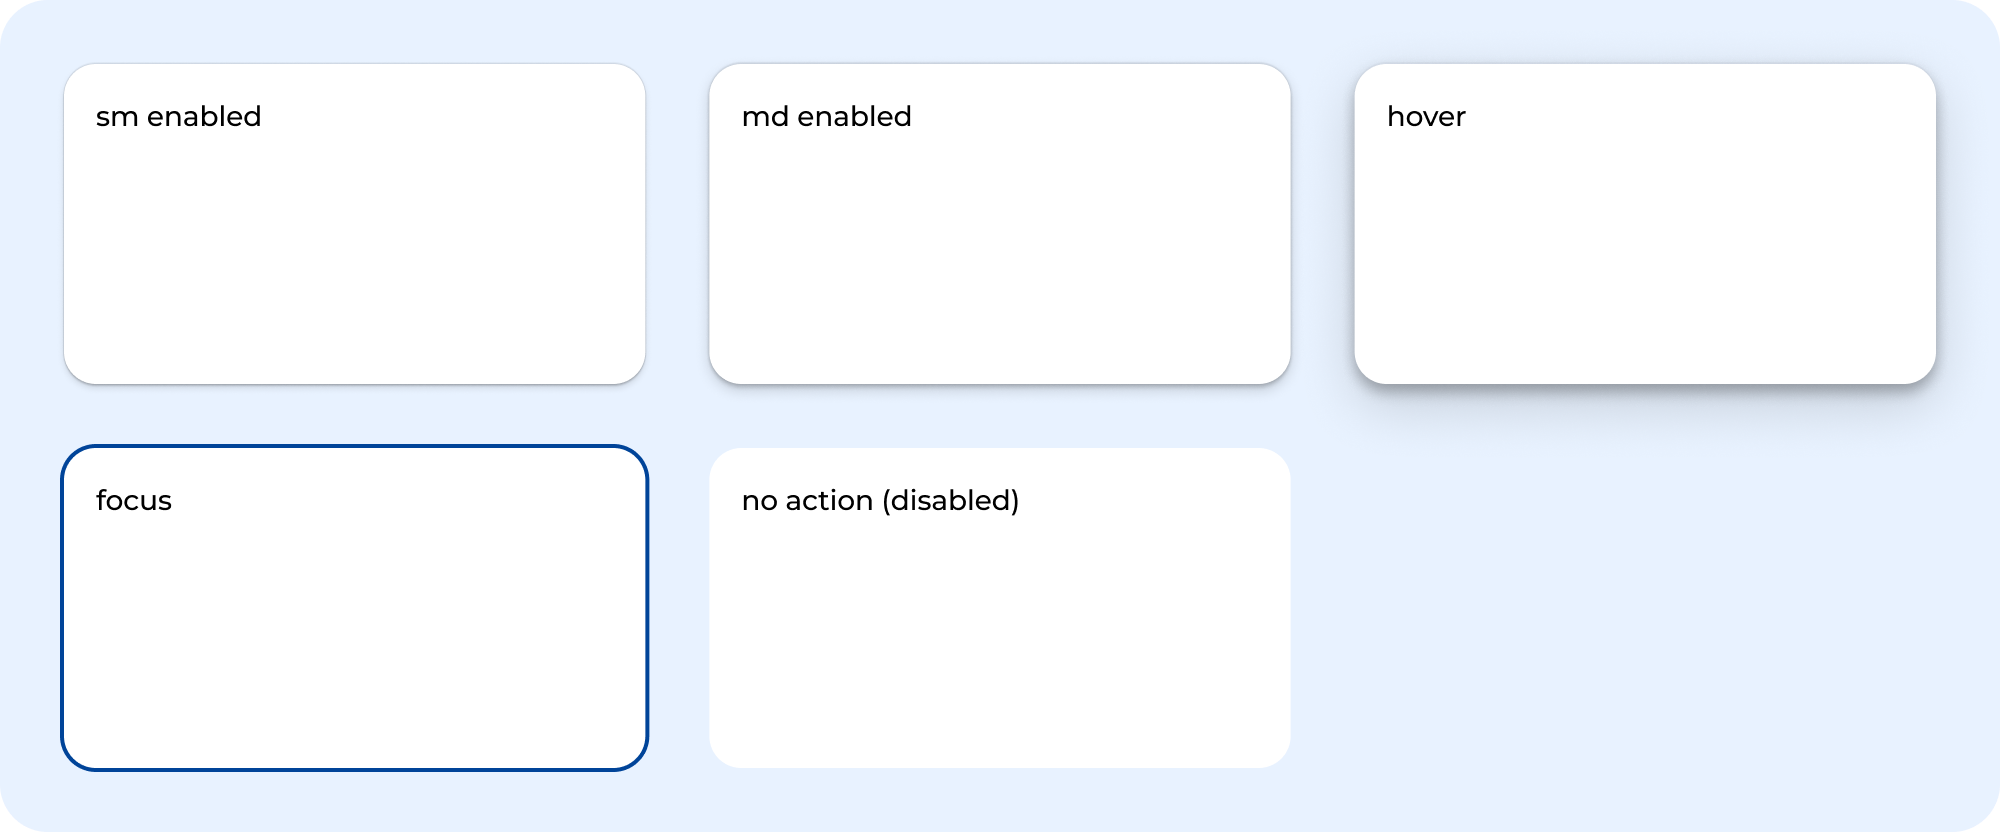 sm enabled
md enabled
hover
focus
no action (disabled)